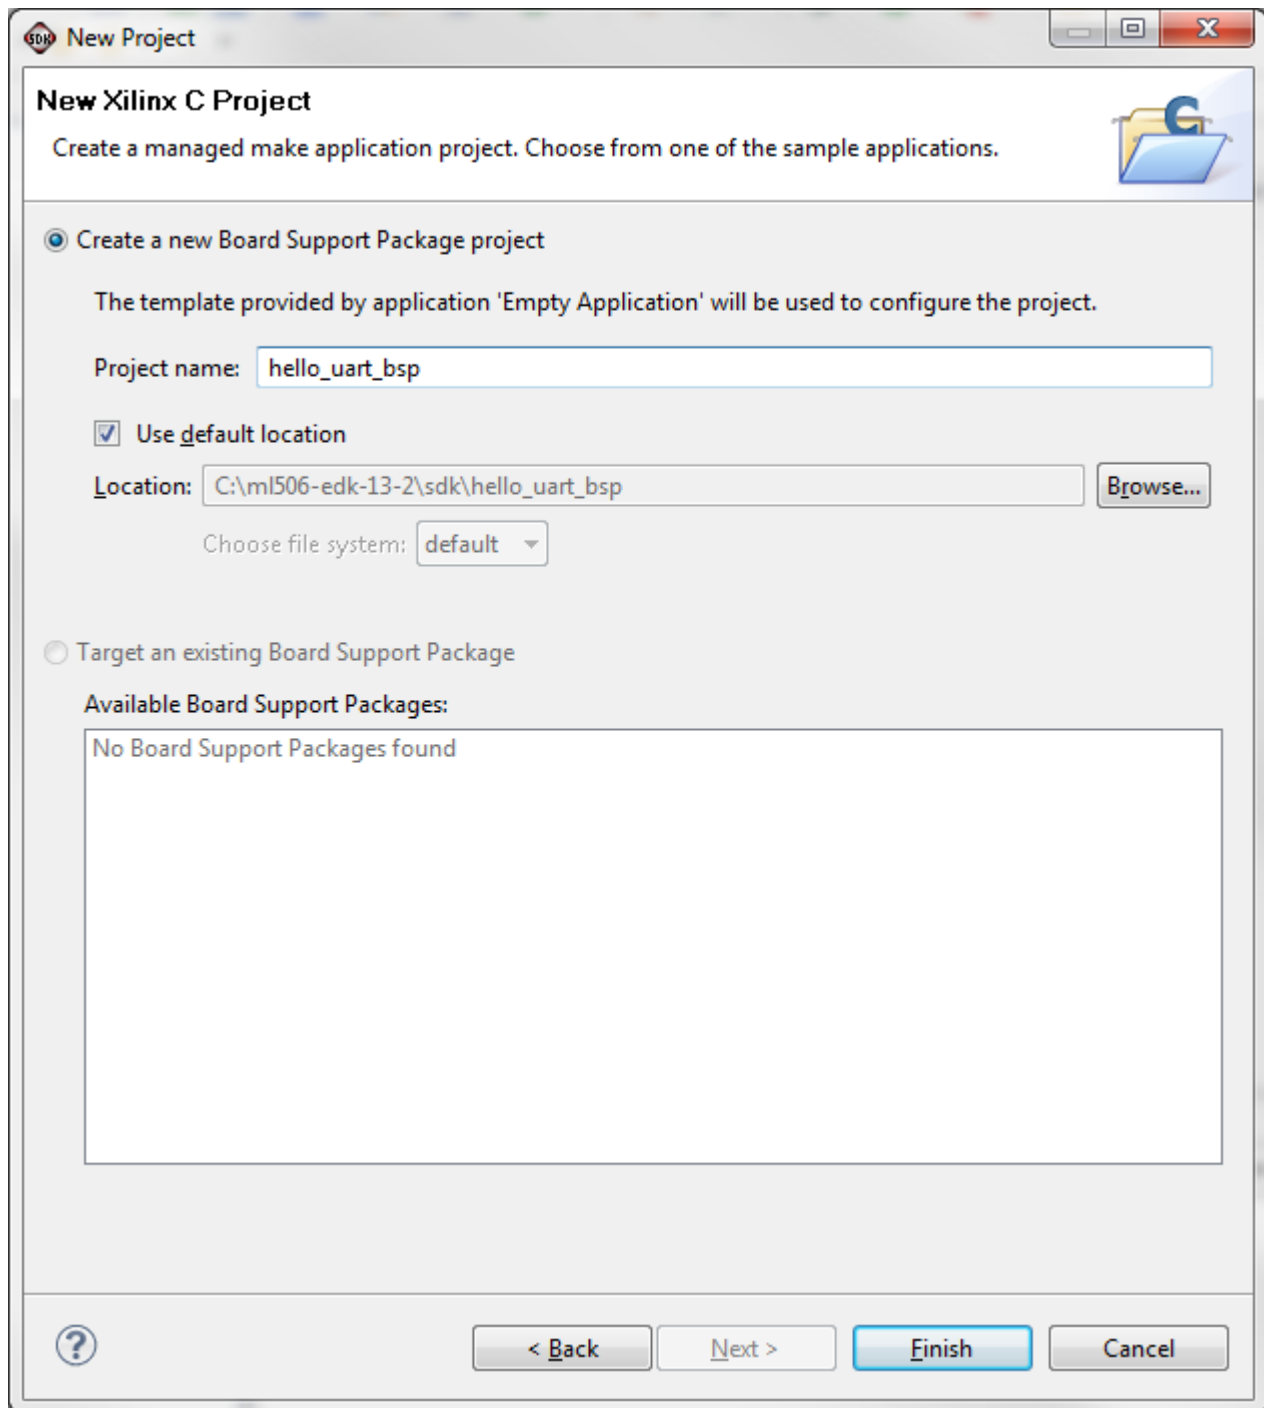 SDK New Project
New Xilinx C Project
Create a managed make application project. Choose from one of the sample applications.
C
Create a new Board Support Package project
The template provided by application 'Empty Application' will be used to configure the project.
Project name: hello_uart_bsp
Use default location
Location: C:\ml506-edk-13-2\sdk\hello_uart_bsp Browse...
Choose file system: default
Target an existing Board Support Package
Available Board Support Packages:
No Board Support Packages found
? < Back Next > Finish Cancel